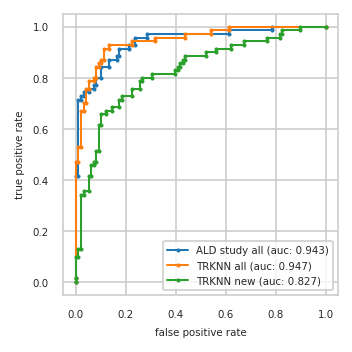 1.0
0.8
0.6
0.4
0.2
0.0
true positive rate
ALD study all (auc: 0.943)
TRKNN all (auc: 0.947)
TRKNN new (auc: 0.827)
0.0 0.2 0.4 0.6 0.8 1.0
false positive rate